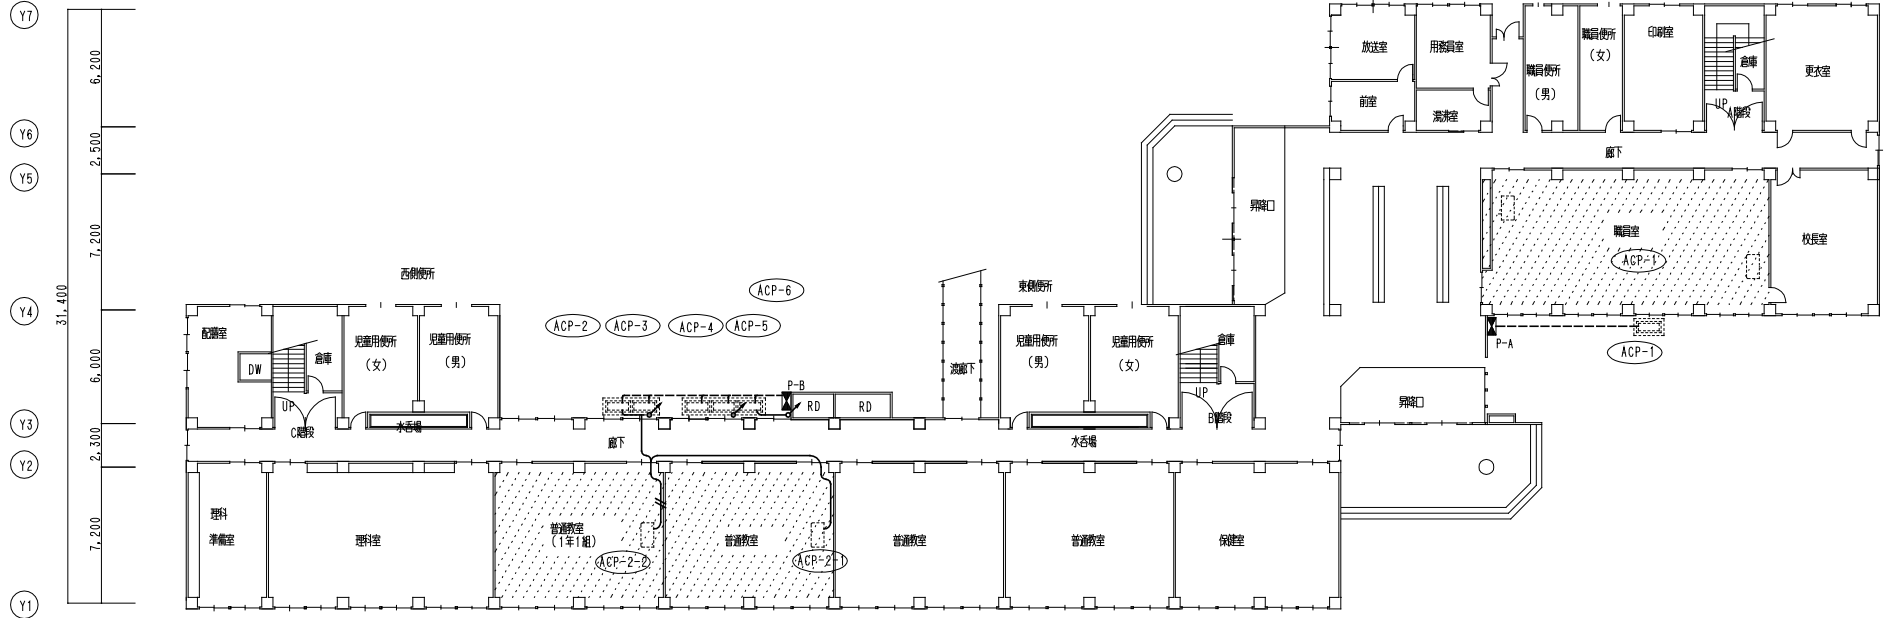 Y7
Y6
Y5
Y4
Y3
Y2
Y1
6,200
2,500
7,200
6,000
2,300
7,200
31,400
放送室
用務員室
職員便所
(男)
職員便所
(女)
印刷室
倉庫
更衣室
前室
湯沸室
UP
A階段
廊下
昇降口
職員室
ACP-1
校長室
P-A
ACP-1
西側便所
東側便所
ACP-6
ACP-2
ACP-3
ACP-4
ACP-5
配膳室
DW
倉庫
児童用便所
(女)
児童用便所
(男)
UP
C階段
水呑場
P-B
RD
RD
渡廊下
児童用便所
(男)
児童用便所
(女)
倉庫
UP
B階段
水呑場
昇降口
廊下
理科
準備室
理科室
普通教室
(1年1組)
ACP-2-2
普通教室
ACP-2-1
普通教室
普通教室
保健室